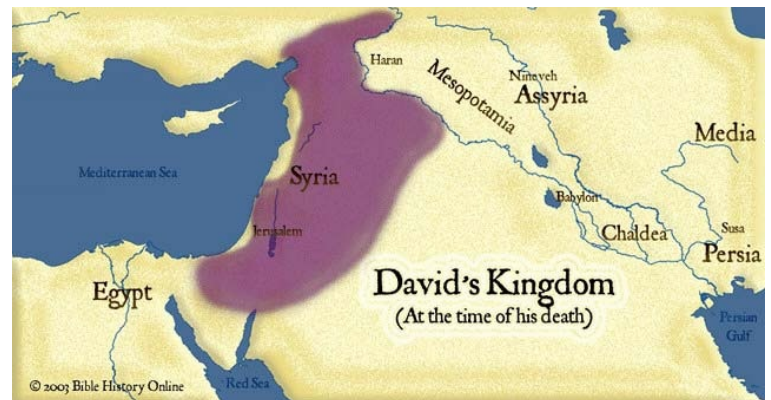 Haran
Mesopotamia
Nineveh
Assyria
Media
Mediterranean Sea
Syria
Babylon
Jerusalem
Chaldea
Susa
Persia
Egypt
David's Kingdom
(At the time of his death)
Persian
Gulf
Red Sea
© 2003 Bible History Online